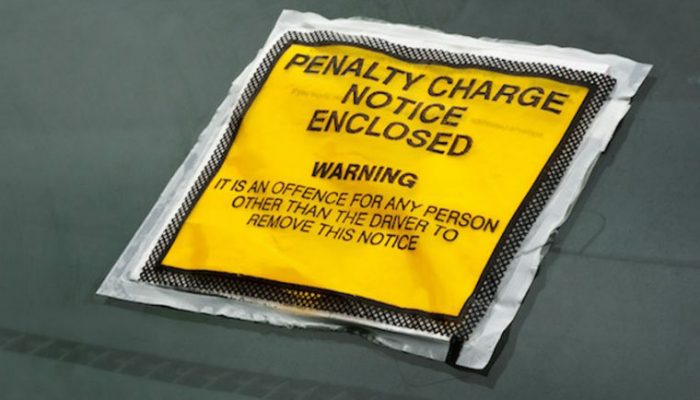 PENALTY CHARGE
NOTICE
ENCLOSED
WARNING
IT IS AN OFFENCE FOR ANY PERSON
OTHER THAN THE DRIVER TO
REMOVE THIS NOTICE